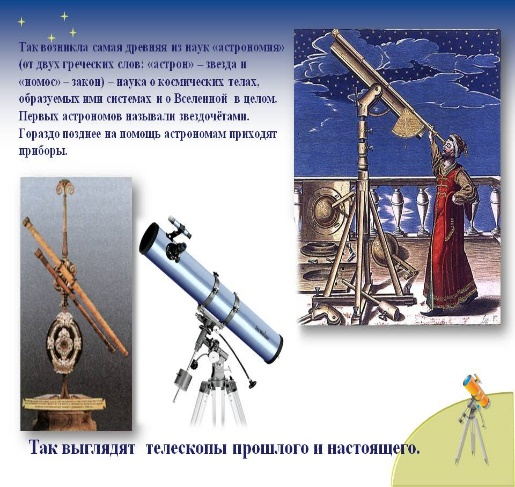 Так возникла самая древняя из наук «астрономия»
(от двух греческих слов: «астрон» – звезда и
«номос» – закон) – наука о космических телах,
образуемых ими системах и о Вселенной в целом.
Первых астрономов называли звездочётами.
Гораздо позднее на помощь астрономам приходят
приборы.
Так выглядят телескопы прошлого и настоящего.